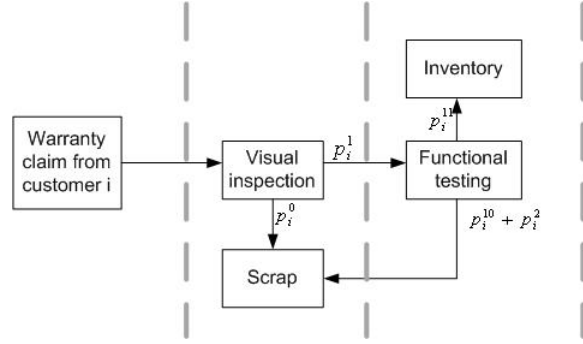 Inventory
p_i^{11}
Warranty
claim from
customer i
Visual
inspection
p_i^1
Functional
testing
p_i^0
p_i^{10} + p_i^2
Scrap